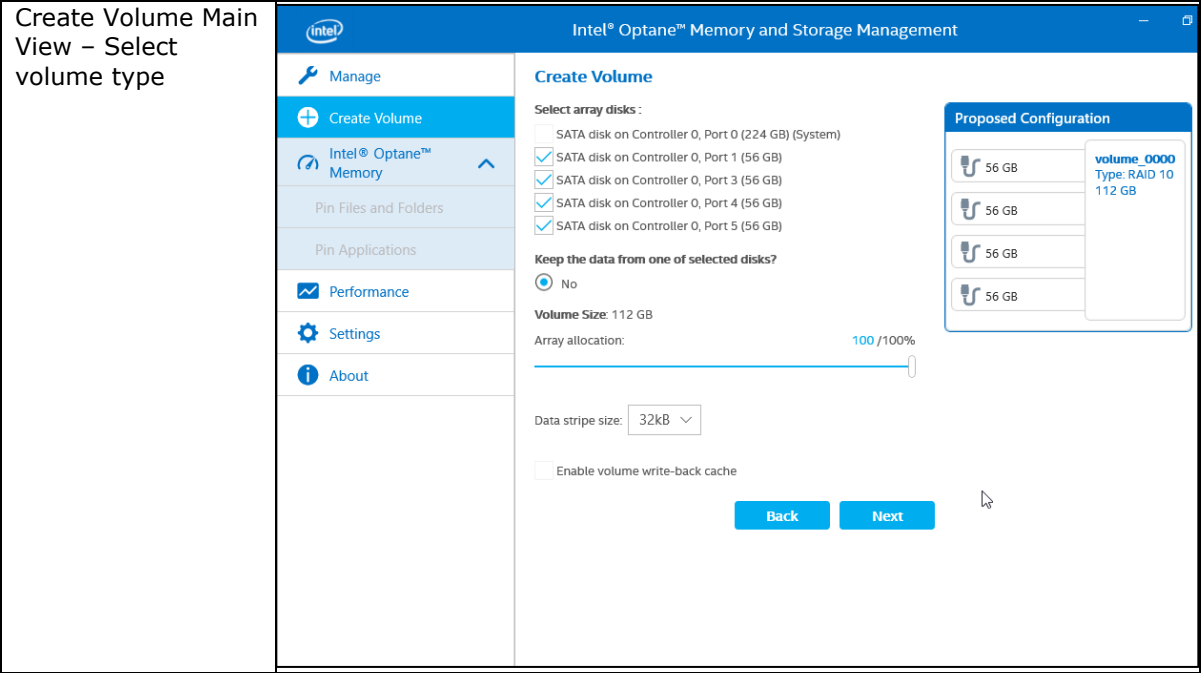 Create Volume Main
View – Select
volume type
intel
Intel® Optane™ Memory and Storage Management
Manage
Create Volume
Intel® Optane™
Memory
Pin Files and Folders
Pin Applications
Performance
Settings
About
Create Volume
Select array disks :
SATA disk on Controller 0, Port 0 (224 GB) (System)
SATA disk on Controller 0, Port 1 (56 GB)
SATA disk on Controller 0, Port 3 (56 GB)
SATA disk on Controller 0, Port 4 (56 GB)
SATA disk on Controller 0, Port 5 (56 GB)
Keep the data from one of selected disks?
No
Volume Size: 112 GB
Array allocation: 100 /100%
Data stripe size: 32kB
Enable volume write-back cache
Back Next
Proposed Configuration
56 GB
56 GB
56 GB
56 GB
volume_0000
Type: RAID 10
112 GB